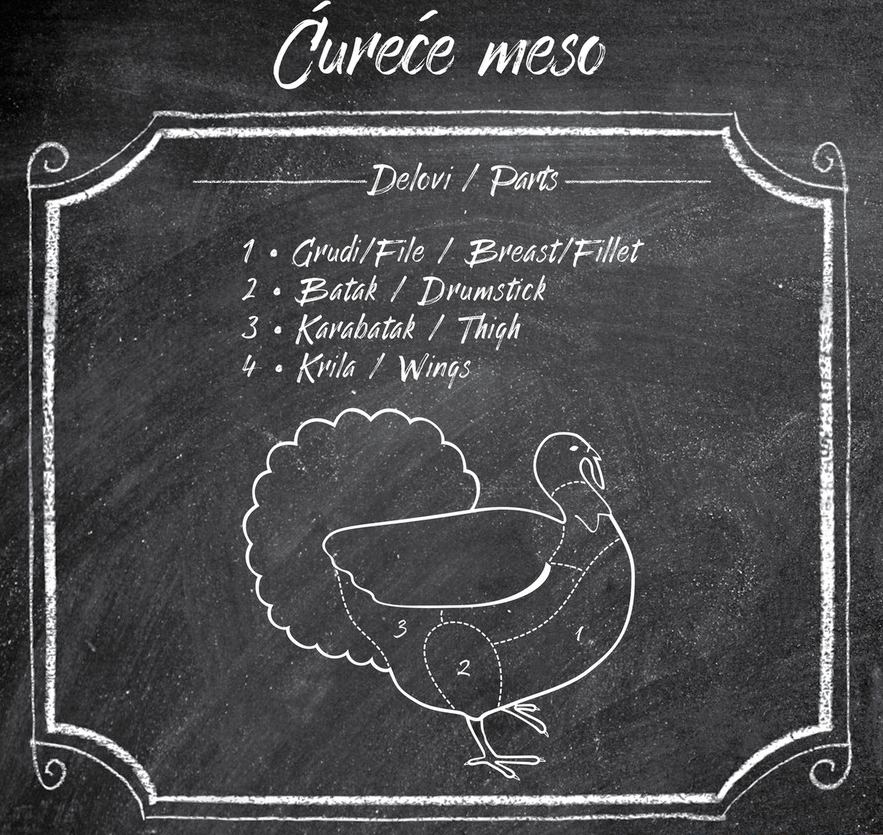 Ćureće meso
Delovi / Parts
1 • Grudi/File / Breast/Fillet
2 • Batak / Drumstick
3 • Karabatak / Thigh
4 • Krila / Wings
3
1
2